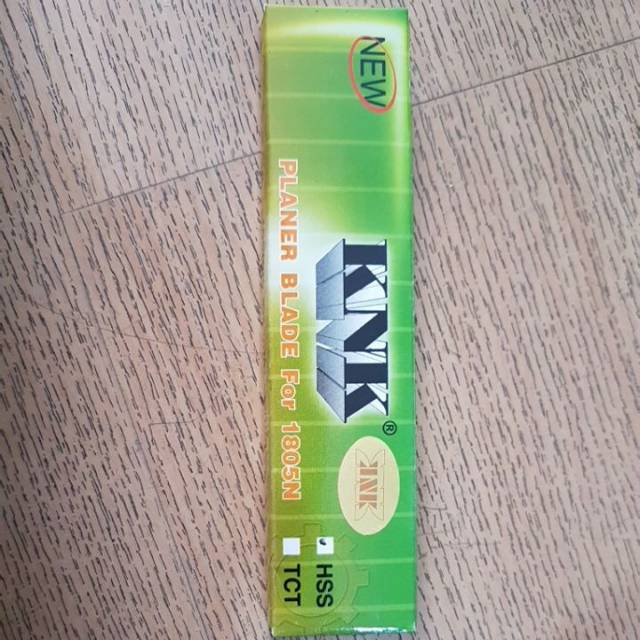 NEW
KNK®
KNK
PLANER BLADE For 1805N
HSS
TCT